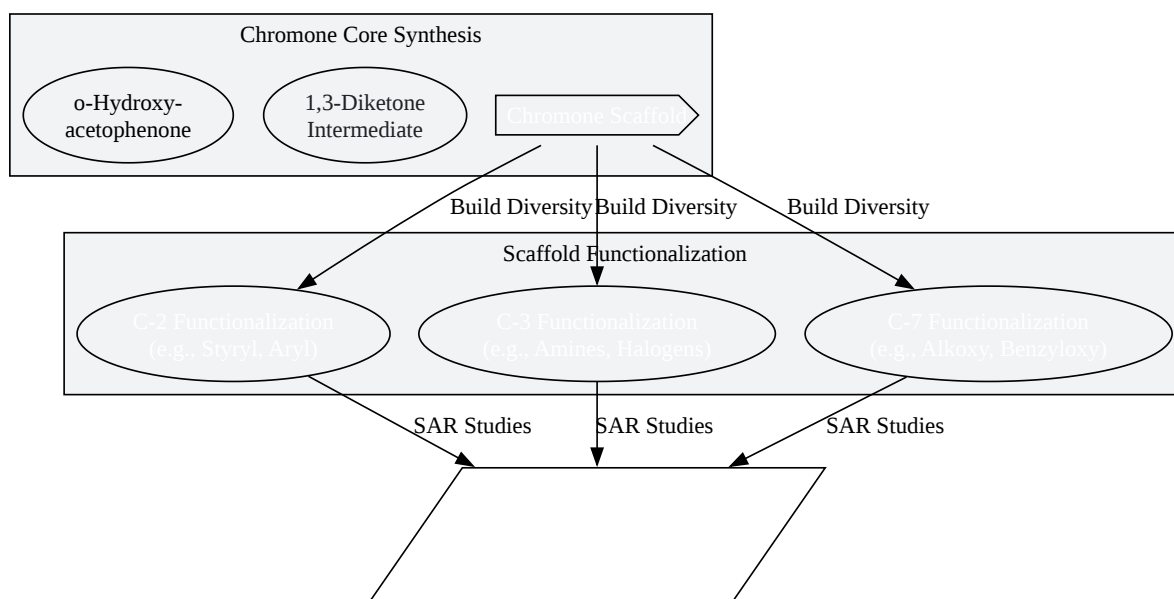 Chromone Core Synthesis
o-Hydroxy-
acetophenone
1,3-Diketone
Intermediate
Chromone Scaffold
Build Diversity
Build Diversity
Build Diversity
Scaffold Functionalization
C-2 Functionalization
(e.g., Styryl, Aryl)
C-3 Functionalization
(e.g., Amines, Halogens)
C-7 Functionalization
(e.g., Alkoxy, Benzyloxy)
SAR Studies
SAR Studies
SAR Studies